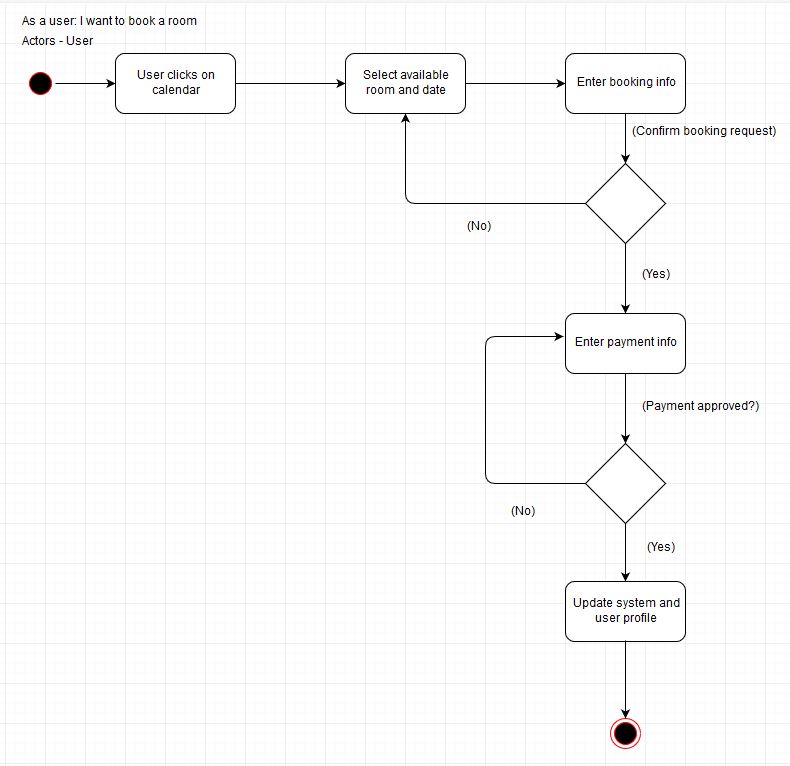 As a user: I want to book a room
Actors - User
User clicks on
calendar
Select available
room and date
Enter booking info
(Confirm booking request)
(No)
(Yes)
Enter payment info
(Payment approved?)
(No)
(Yes)
Update system and
user profile